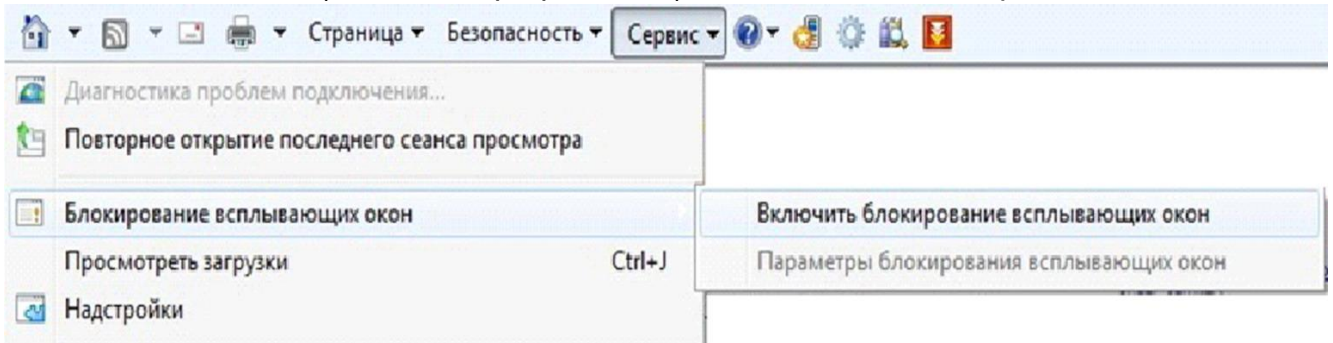 Страница Безопасность Сервис
Диагностика проблем подключения...
Повторное открытие последнего сеанса просмотра
Блокирование всплывающих окон
Включить блокирование всплывающих окон
Просмотреть загрузки Ctrl+J
Параметры блокирования всплывающих окон
Надстройки